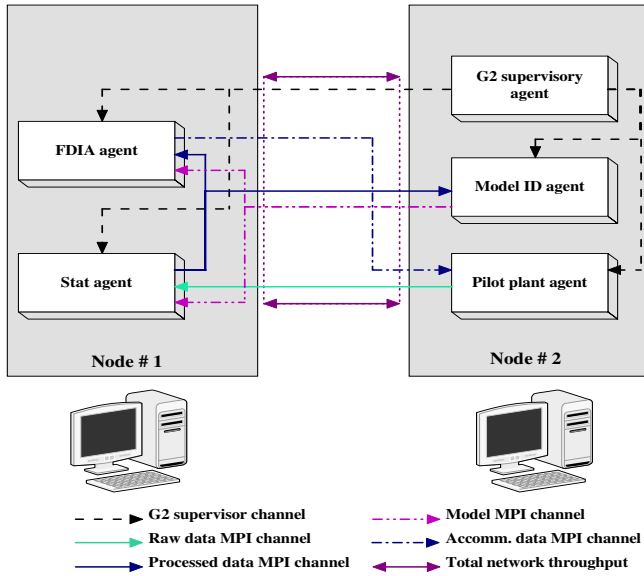 G2 supervisory
agent
FDIA agent
Model ID agent
Stat agent
Pilot plant agent
Node # 1
Node # 2
G2 supervisor channel
Model MPI channel
Raw data MPI channel
Accomm. data MPI channel
Processed data MPI channel
Total network throughput